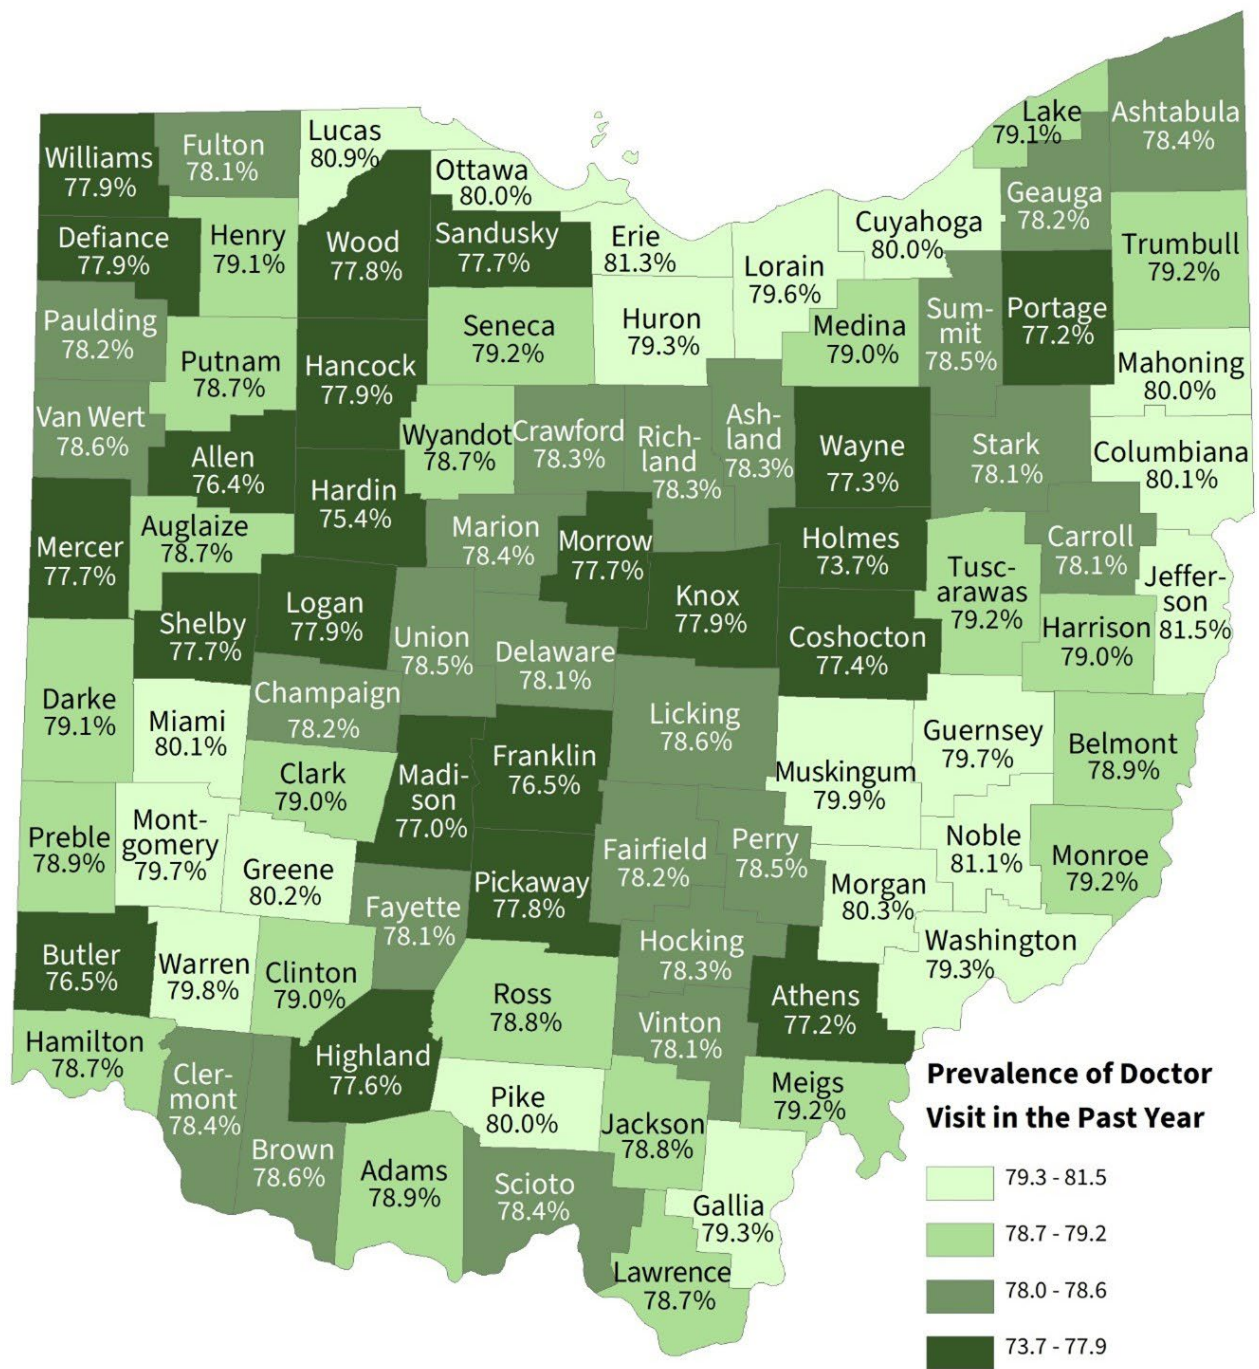 Lake
79.1%
Ashtabula
78.4%
Lucas
80.9%
Fulton
78.1%
Williams
77.9%
Ottawa
80.0%
Geauga
78.2%
Cuyahoga
80.0%
Defiance
77.9%
Henry
79.1%
Wood
77.8%
Sandusky
77.7%
Erie
81.3%
Lorain
79.6%
Trumbull
79.2%
Paulding
78.2%
Putnam
78.7%
Hancock
77.9%
Seneca
79.2%
Huron
79.3%
Medina
79.0%
Sum-
mit
78.5%
Portage
77.2%
Mahoning
80.0%
Van Wert
78.6%
Allen
76.4%
Wyandot
78.7%
Crawford
78.3%
Rich-
land
78.3%
Ash-
land
78.3%
Wayne
77.3%
Stark
78.1%
Columbiana
80.1%
Hardin
75.4%
Mercer
77.7%
Auglaize
78.7%
Marion
78.4%
Morrow
77.7%
Holmes
73.7%
Carroll
78.1%
Tusc-
arawas
79.2%
Jeffer-
son
81.5%
Shelby
77.7%
Logan
77.9%
Union
78.5%
Knox
77.9%
Coshocton
77.4%
Harrison
79.0%
Delaware
78.1%
Darke
79.1%
Miami
80.1%
Champaign
78.2%
Licking
78.6%
Guernsey
79.7%
Belmont
78.9%
Clark
79.0%
Madi-
son
77.0%
Franklin
76.5%
Muskingum
79.9%
Preble
78.9%
Mont-
gomery
79.7%
Greene
80.2%
Fairfield
78.2%
Perry
78.5%
Noble
81.1%
Monroe
79.2%
Pickaway
77.8%
Morgan
80.3%
Fayette
78.1%
Butler
76.5%
Warren
79.8%
Clinton
79.0%
Hocking
78.3%
Washington
79.3%
Ross
78.8%
Athens
77.2%
Hamilton
78.7%
Highland
77.6%
Vinton
78.1%
Cler-
mont
78.4%
Pike
80.0%
Meigs
79.2%
Jackson
78.8%
Brown
78.6%
Adams
78.9%
Scioto
78.4%
Gallia
79.3%
Lawrence
78.7%
Prevalence of Doctor
Visit in the Past Year
79.3 - 81.5
78.7 - 79.2
78.0 - 78.6
73.7 - 77.9